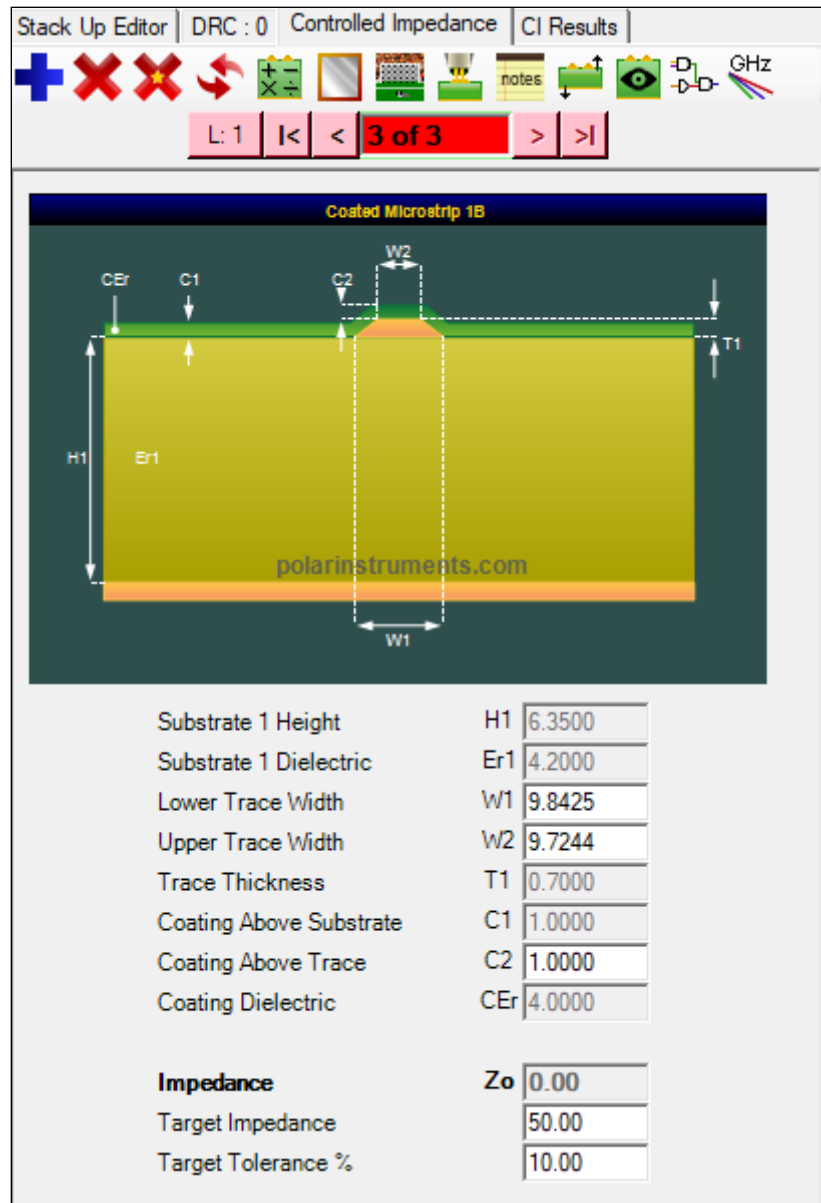 Stack Up Editor DRC : 0 Controlled Impedance CI Results
notes GHz
L: 1 |< < 3 of 3 > >|
Coated Microstrip 1B
W2
CEr C1 C2
T1
H1 Er1
polarinstruments.com
W1
Substrate 1 Height H1 6.3500
Substrate 1 Dielectric Er1 4.2000
Lower Trace Width W1 9.8425
Upper Trace Width W2 9.7244
Trace Thickness T1 0.7000
Coating Above Substrate C1 1.0000
Coating Above Trace C2 1.0000
Coating Dielectric CEr 4.0000
Impedance Zo 0.00
Target Impedance 50.00
Target Tolerance % 10.00